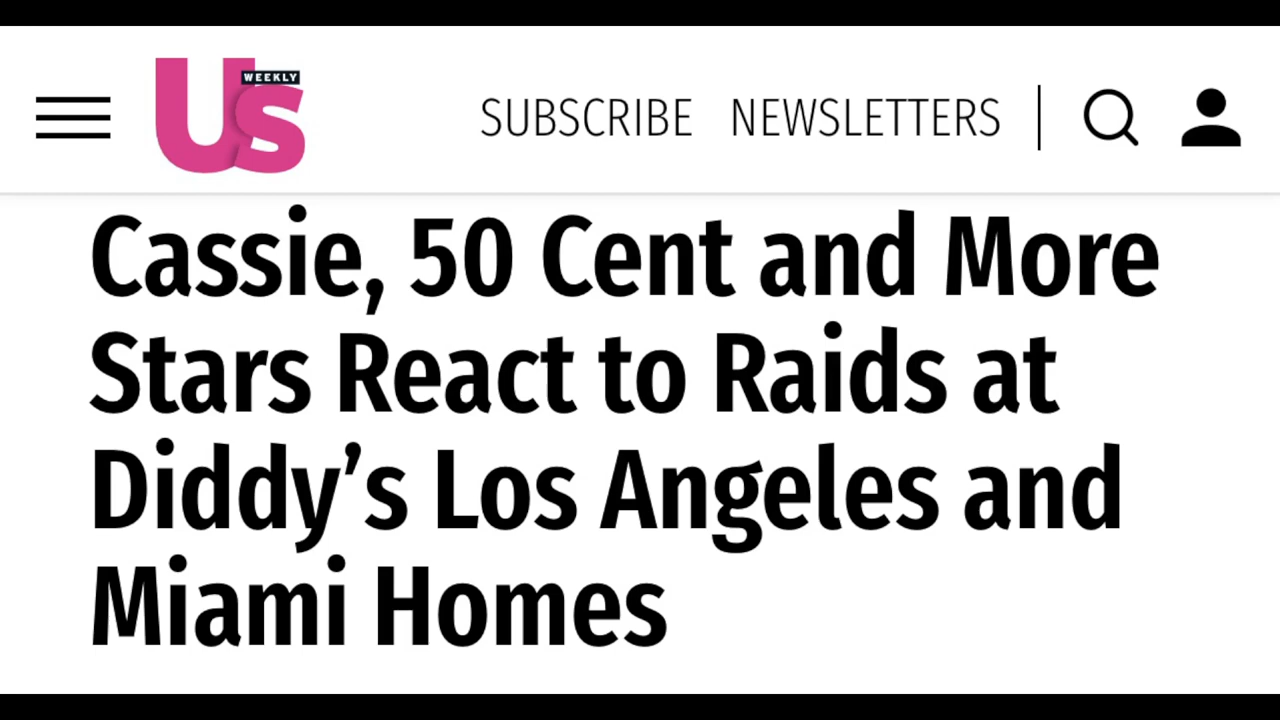 Us WEEKLY
SUBSCRIBE NEWSLETTERS
Cassie, 50 Cent and More
Stars React to Raids at
Diddy’s Los Angeles and
Miami Homes